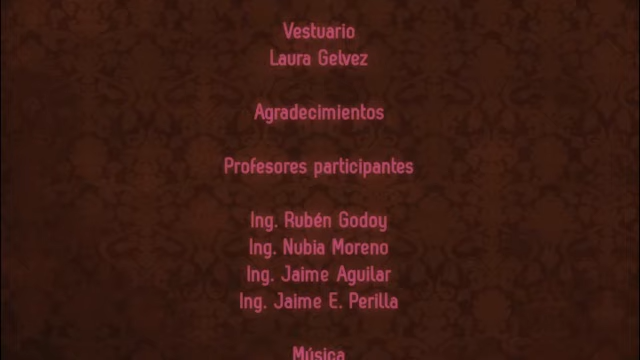 Vestuario
Laura Gelvez
Agradecimientos
Profesores participantes
Ing. Rubén Godoy
Ing. Nubia Moreno
Ing. Jaime Aguilar
Ing. Jaime E. Perilla
Música